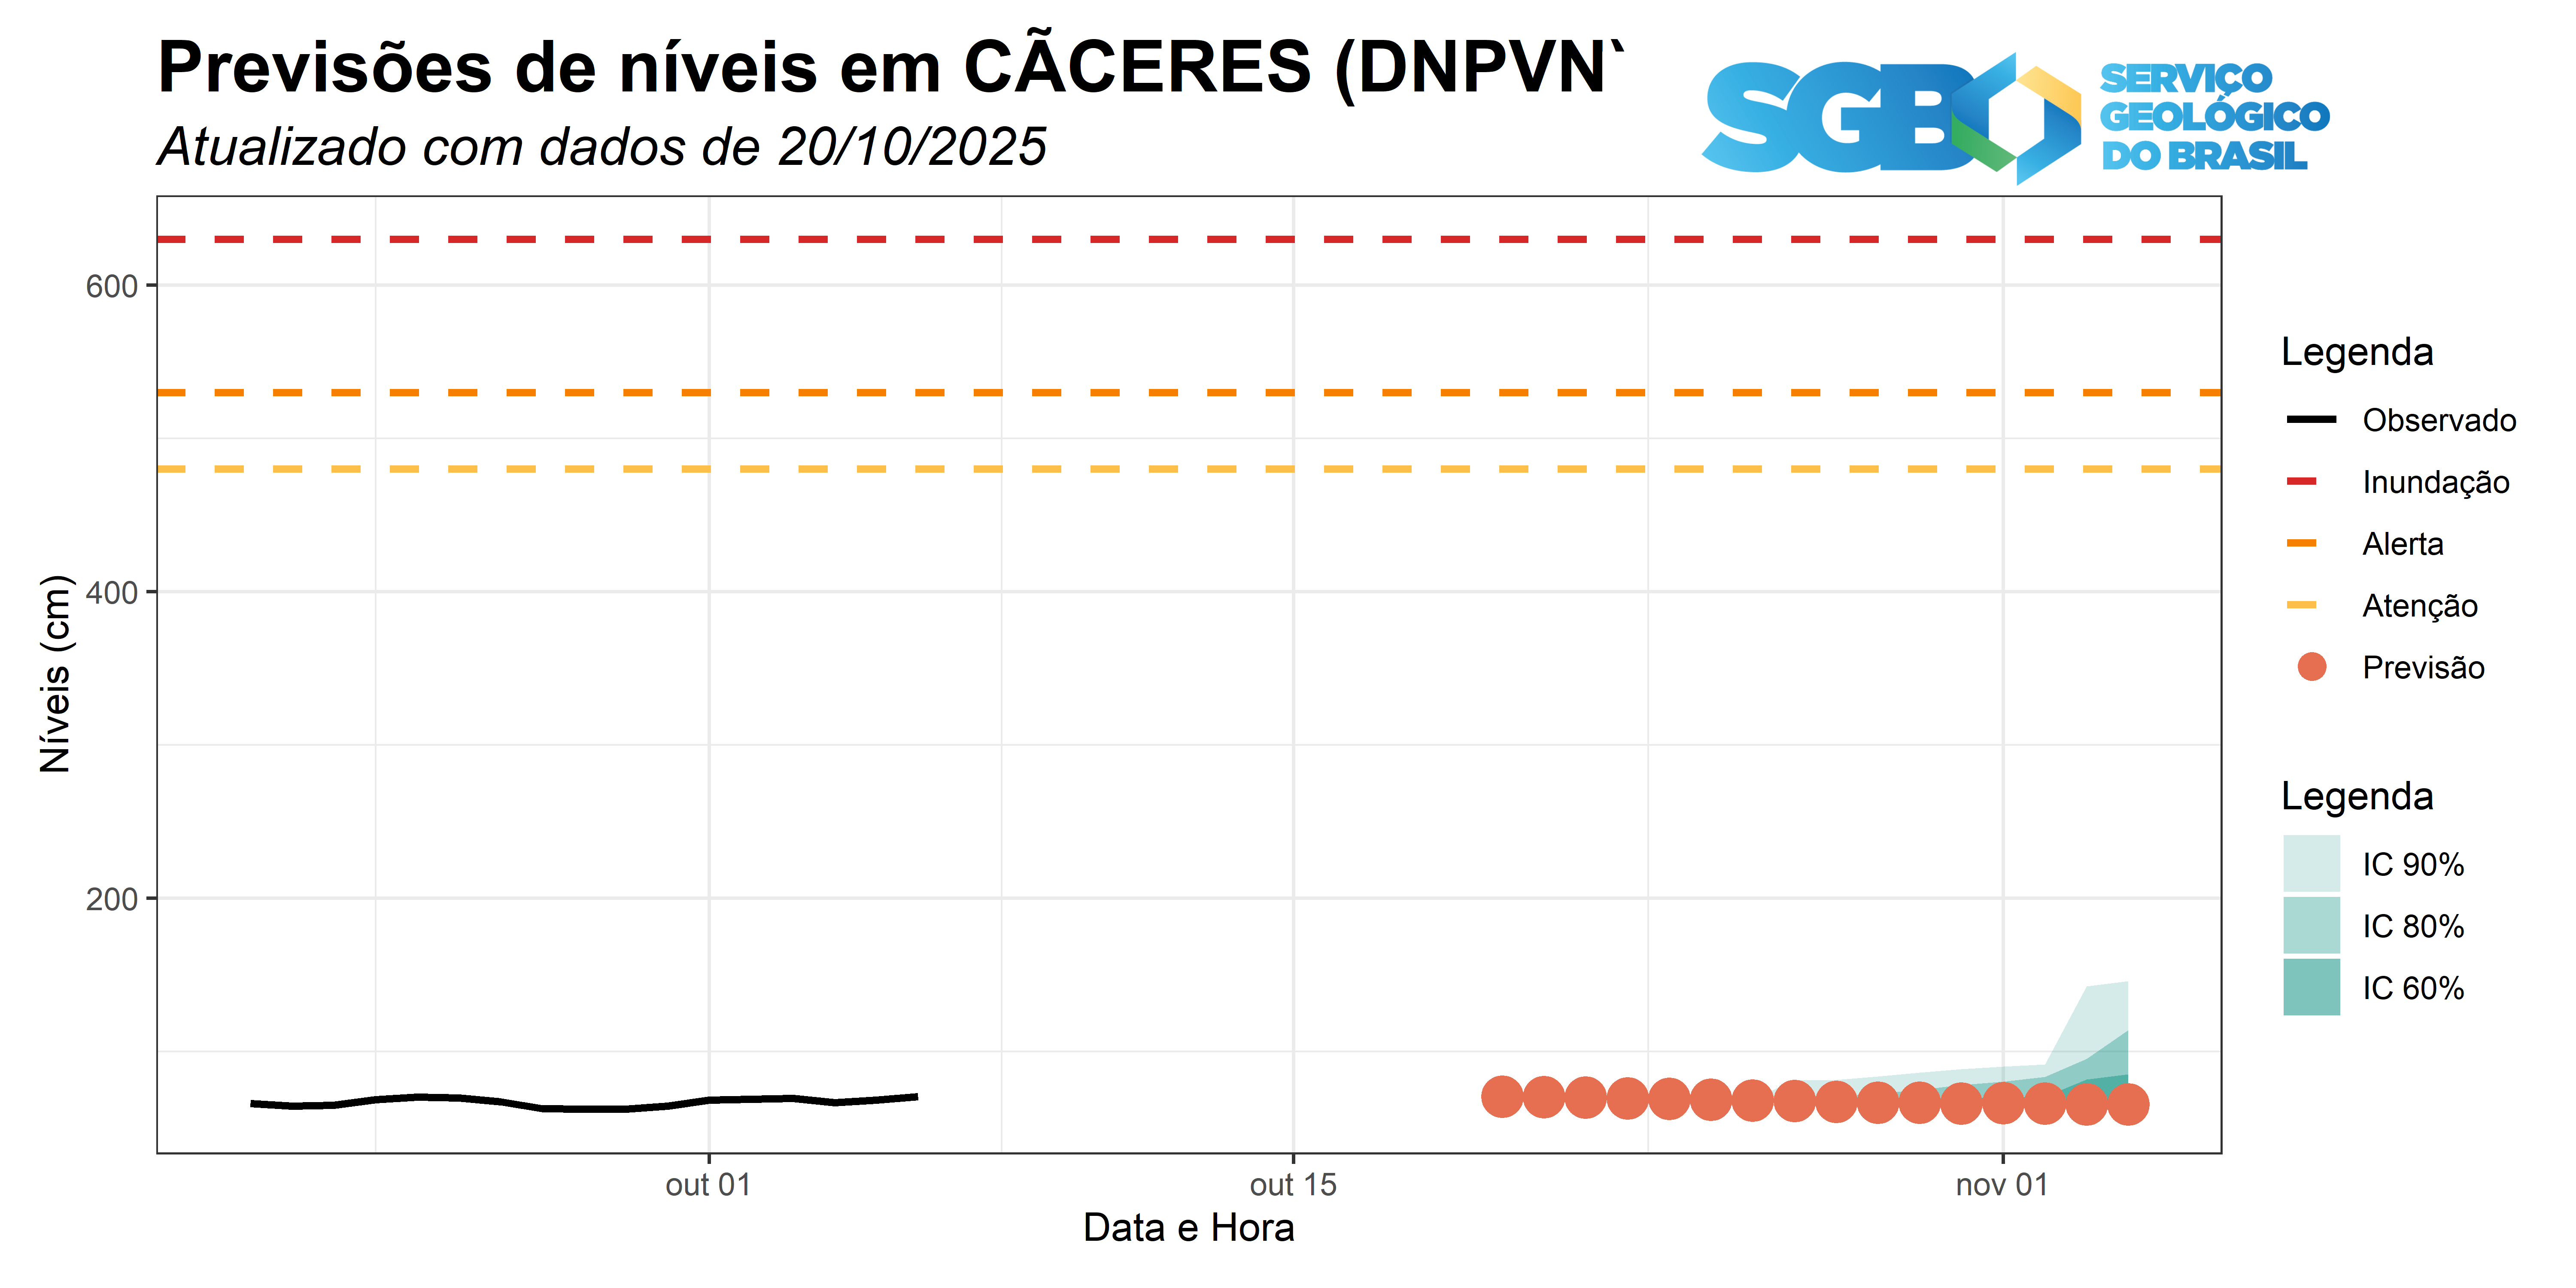 Previsões de níveis em CÃCERES (DNPVN`
Atualizado com dados de 20/10/2025
SGB
SERVIÇO
GEOLÓGICO
DO BRASIL
Níveis (cm)
600
400
200
out 01
out 15
nov 01
Data e Hora
Legenda
Observado
Inundação
Alerta
Atenção
Previsão
Legenda
IC 90%
IC 80%
IC 60%